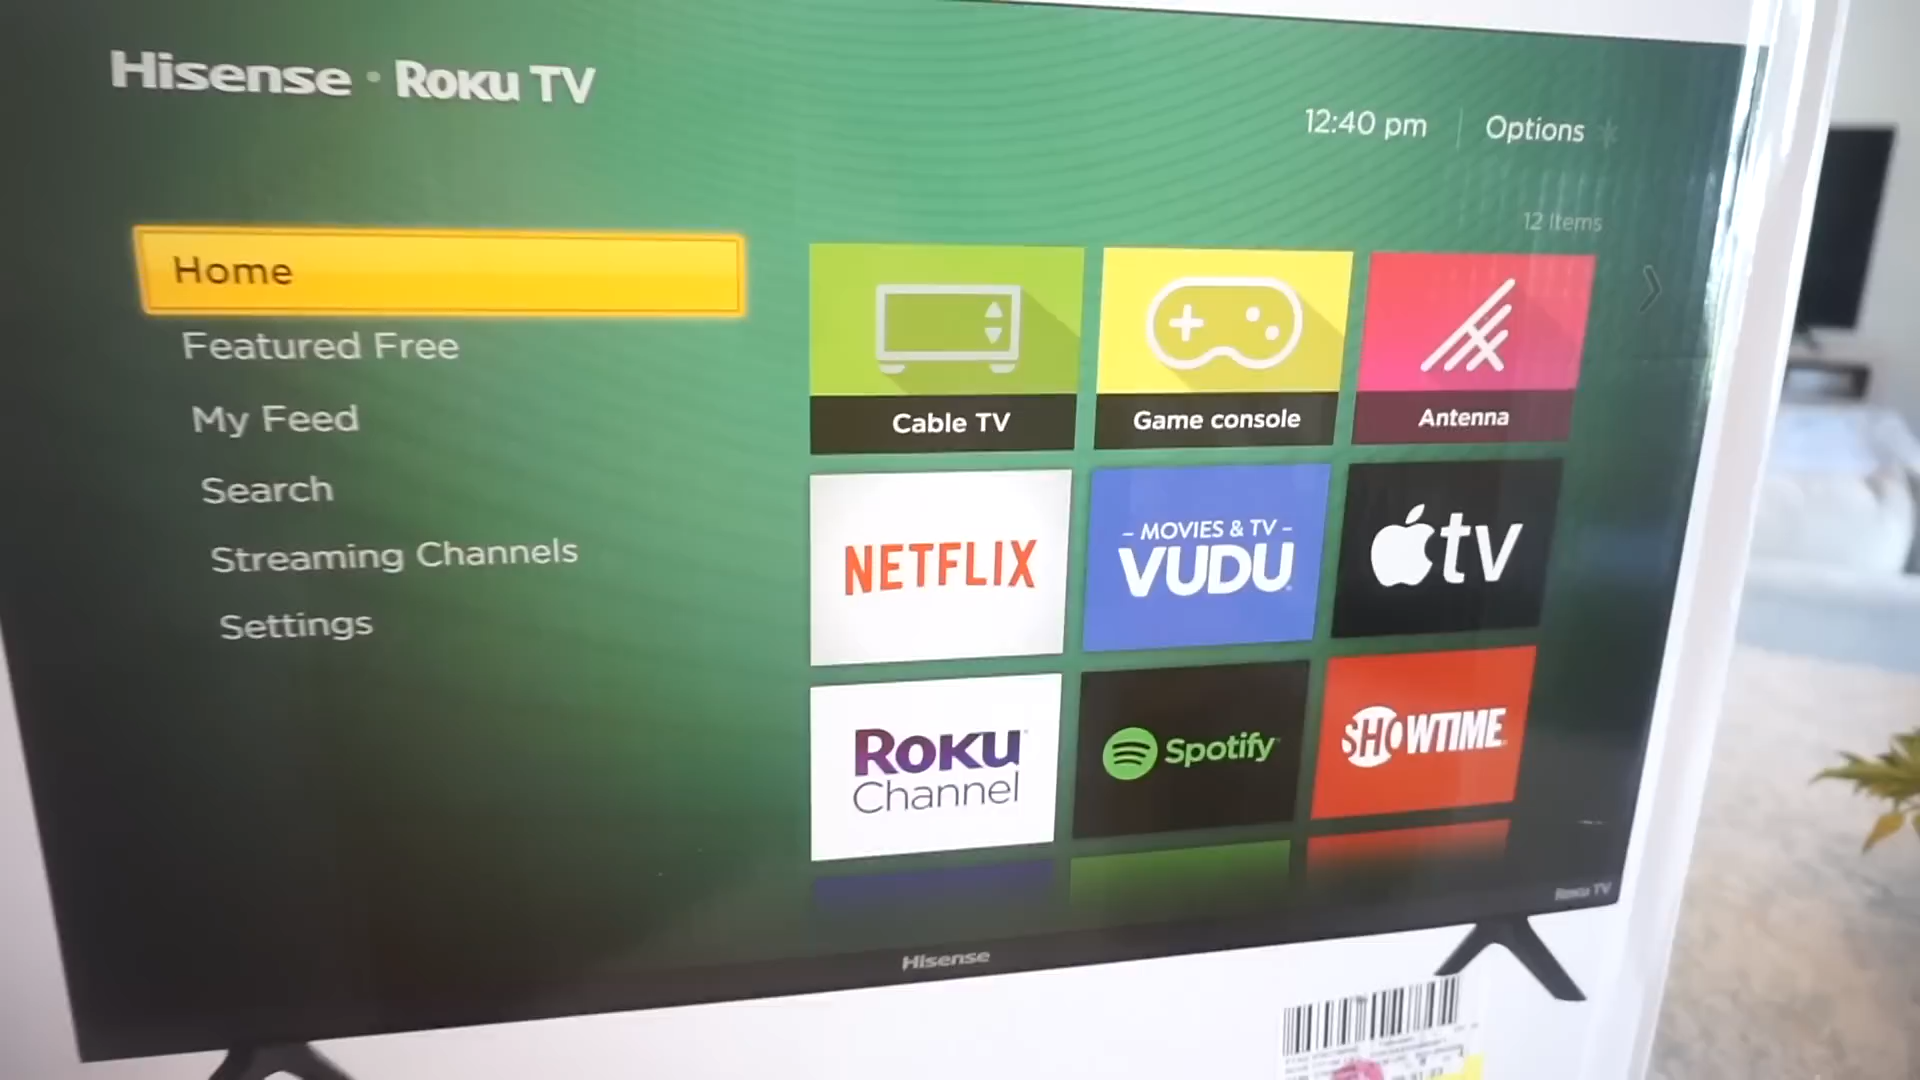 Hisense • Roku TV
12:40 pm
Options
12 Items
Home
Featured Free
My Feed
Search
Streaming Channels
Settings
Cable TV
Game console
Antenna
NETFLIX
– MOVIES & TV –
VUDU
tv
Roku
Channel
Spotify
SHOWTIME
Roku TV
Hisense